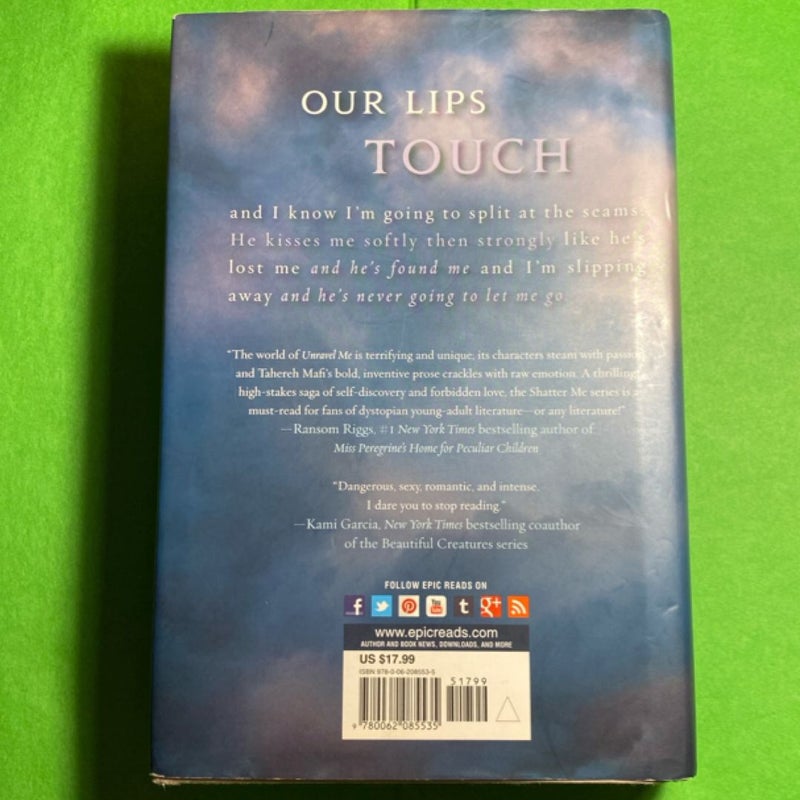 OUR LIPS
TOUCH
and I know I'm going to split at the seams.
He kisses me softly then strongly like he's
lost me and he's found me and I'm slipping
away and he's never going to let me go
"The world of Unravel Me is terrifying and unique; its characters steam with passion
and Tahereh Mafi's bold, inventive prose crackles with raw emotion. A thrilling
high-stakes saga of self-discovery and forbidden love, the Shatter Me series is a
must-read for fans of dystopian young-adult literature—or any literature!"
—Ransom Riggs, #1 New York Times bestselling author of
Miss Peregrine's Home for Peculiar Children
"Dangerous, sexy, romantic, and intense.
I dare you to stop reading."
—Kami Garcia, New York Times bestselling coauthor
of the Beautiful Creatures series
FOLLOW EPIC READS ON
f You Tube t g+
www.epicreads.com
AUTHOR AND BOOK NEWS, DOWNLOADS, AND MORE
US $17.99
ISBN 978-0-06-208553-5
51799
9 780062 085535